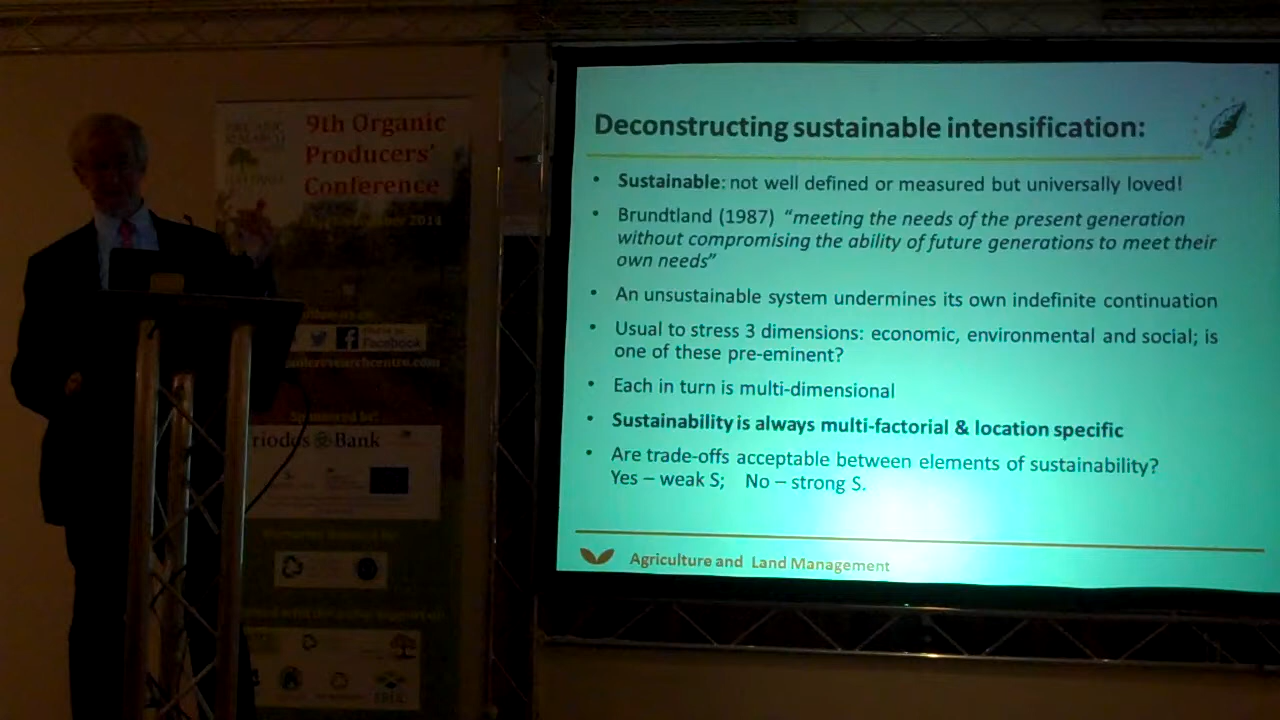 9th Organic
Producers'
Conference
2014
Facebook
Bank
Deconstructing sustainable intensification:
• Sustainable: not well defined or measured but universally loved!
• Brundtland (1987) “meeting the needs of the present generation
without compromising the ability of future generations to meet their
own needs”
• An unsustainable system undermines its own indefinite continuation
• Usual to stress 3 dimensions: economic, environmental and social; is
one of these pre-eminent?
• Each in turn is multi-dimensional
• Sustainability is always multi-factorial & location specific
• Are trade-offs acceptable between elements of sustainability?
Yes – weak S; No – strong S.
Agriculture and Land Management